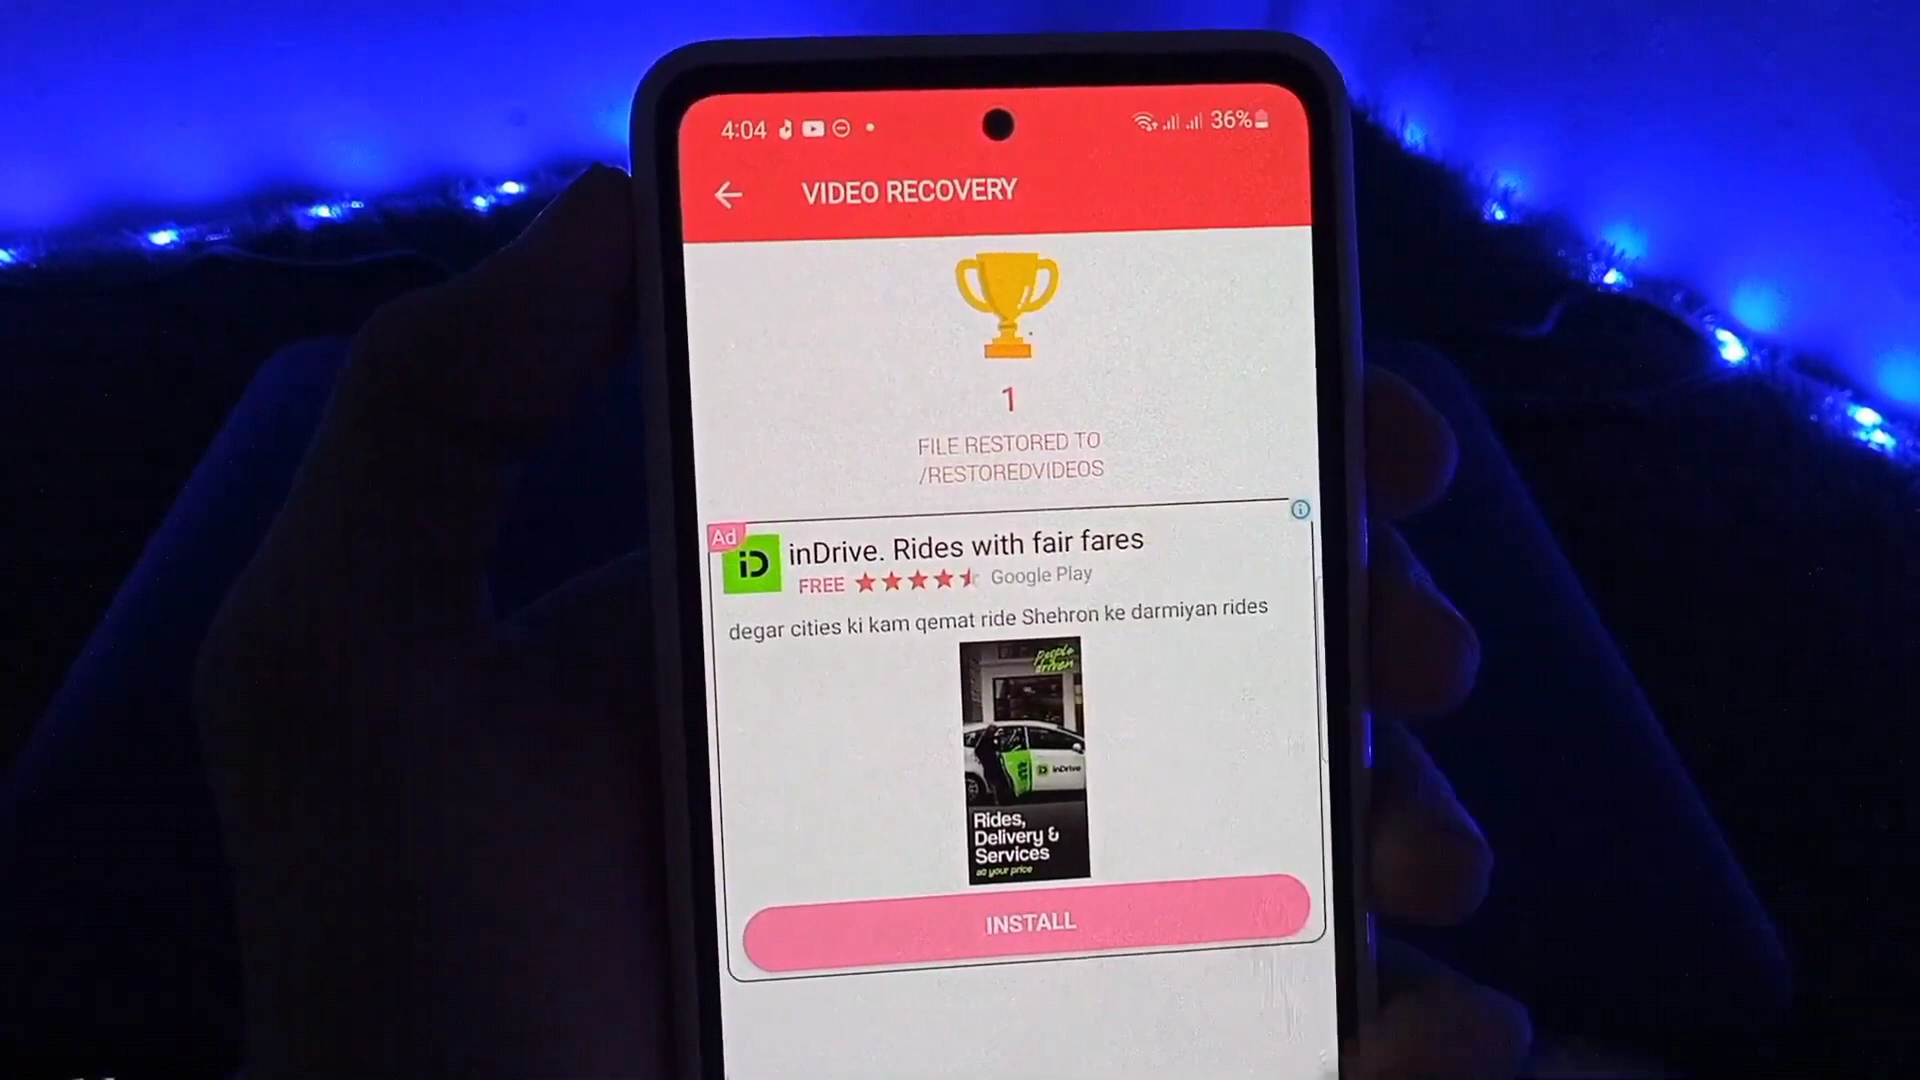 4:04
36%
VIDEO RECOVERY
1
FILE RESTORED TO
/RESTOREDVIDEOS
Ad
iD
inDrive. Rides with fair fares
FREE
Google Play
degar cities ki kam qemat ride Shehron ke darmiyan rides
people
driven
inDrive
Rides,
Delivery &
Services
at your price
INSTALL